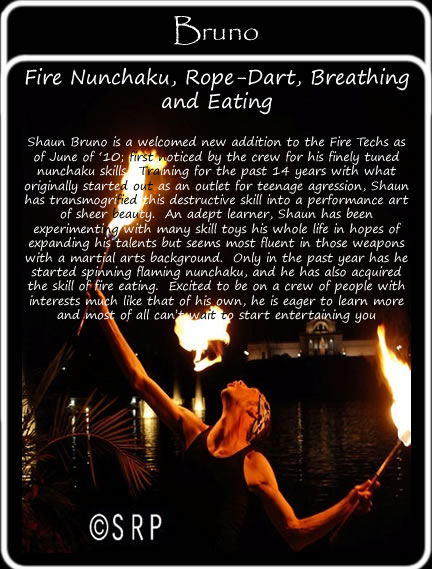 Bruno
Fire Nunchaku, Rope-Dart, Breathing
and Eating
Shaun Bruno is a welcomed new addition to the Fire Techs as
of June of '10; first noticed by the crew for his finely tuned
nunchaku skills. Training for the past 14 years with what
originally started out as an outlet for teenage agression, Shaun
has transmogrified this destructive skill into a performance art
of sheer beauty. An adept learner, Shaun has been
experimenting with many skill toys his whole life in hopes of
expanding his talents but seems most fluent in those weapons
with a martial arts background. Only in the past year has he
started spinning flaming nunchaku, and he has also acquired
the skill of fire eating. Excited to be on a crew of people with
interests much like that of his own, he is eager to learn more
and most of all can't wait to start entertaining you
©SRP